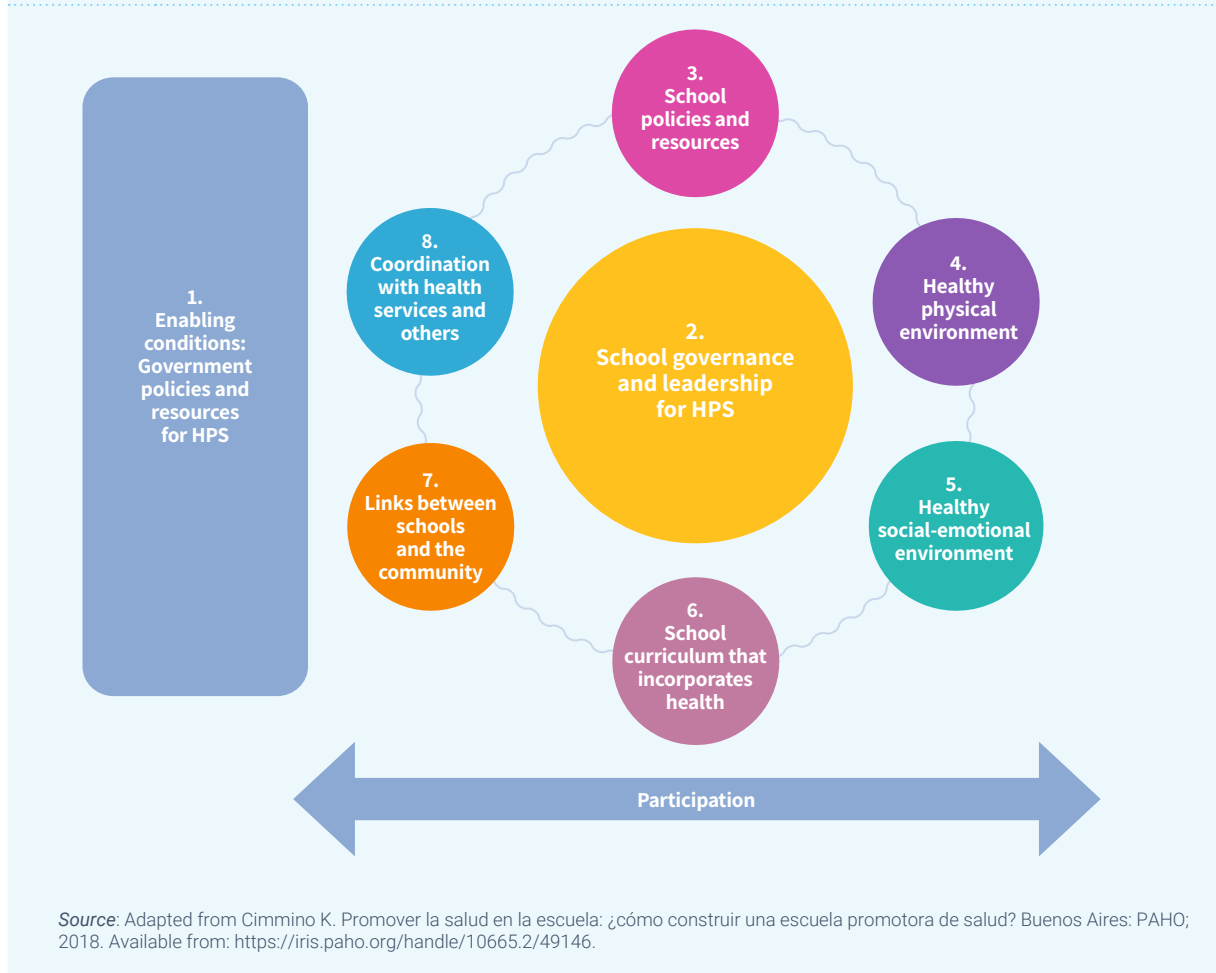 1.
Enabling
conditions:
Government
policies and
resources
for HPS
2.
School governance
and leadership
for HPS
3.
School
policies and
resources
4.
Healthy
physical
environment
5.
Healthy
social-emotional
environment
6.
School
curriculum that
incorporates
health
7.
Links between
schools
and the
community
8.
Coordination
with health
services and
others
Participation
Source: Adapted from Cimmino K. Promover la salud en la escuela: ¿cómo construir una escuela promotora de salud? Buenos Aires: PAHO;
2018. Available from: https://iris.paho.org/handle/10665.2/49146.